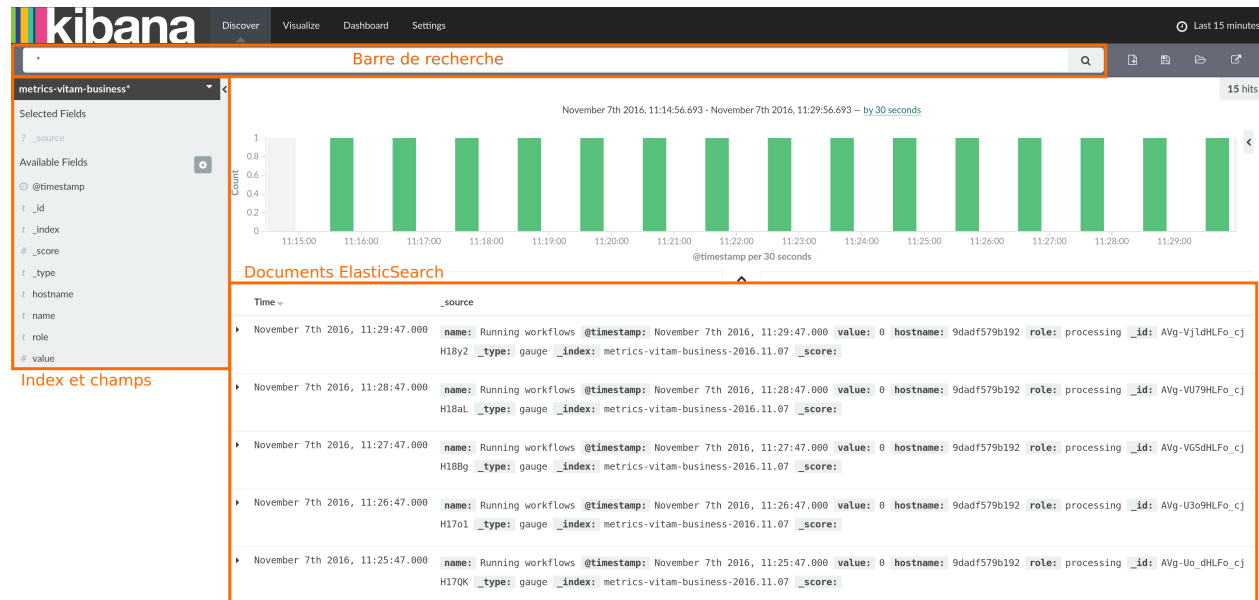 kibana
Discover Visualize Dashboard Settings Last 15 minutes
* Barre de recherche
metrics-vitam-business* 15 hits
Selected Fields
? _source
Available Fields
@timestamp
t _id
t _index
# _score
t _type
t hostname
t name
t role
# value
Index et champs
November 7th 2016, 11:14:56.693 - November 7th 2016, 11:29:56.693 — by 30 seconds
Count
1
0.8
0.6
0.4
0.2
0
11:15:00 11:16:00 11:17:00 11:18:00 11:19:00 11:20:00 11:21:00 11:22:00 11:23:00 11:24:00 11:25:00 11:26:00 11:27:00 11:28:00 11:29:00
@timestamp per 30 seconds
Documents ElasticSearch
Time _source
November 7th 2016, 11:29:47.000 name: Running workflows @timestamp: November 7th 2016, 11:29:47.000 value: 0 hostname: 9dadf579b192 role: processing _id: AVg-VjldHLFo_cj
H18y2 _type: gauge _index: metrics-vitam-business-2016.11.07 _score:
November 7th 2016, 11:28:47.000 name: Running workflows @timestamp: November 7th 2016, 11:28:47.000 value: 0 hostname: 9dadf579b192 role: processing _id: AVg-VU79HLFo_cj
H18aL _type: gauge _index: metrics-vitam-business-2016.11.07 _score:
November 7th 2016, 11:27:47.000 name: Running workflows @timestamp: November 7th 2016, 11:27:47.000 value: 0 hostname: 9dadf579b192 role: processing _id: AVg-VGSdHLFo_cj
H18Bg _type: gauge _index: metrics-vitam-business-2016.11.07 _score:
November 7th 2016, 11:26:47.000 name: Running workflows @timestamp: November 7th 2016, 11:26:47.000 value: 0 hostname: 9dadf579b192 role: processing _id: AVg-U3o9HLFo_cj
H17o1 _type: gauge _index: metrics-vitam-business-2016.11.07 _score:
November 7th 2016, 11:25:47.000 name: Running workflows @timestamp: November 7th 2016, 11:25:47.000 value: 0 hostname: 9dadf579b192 role: processing _id: AVg-Uo_dHLFo_cj
H17QK _type: gauge _index: metrics-vitam-business-2016.11.07 _score: